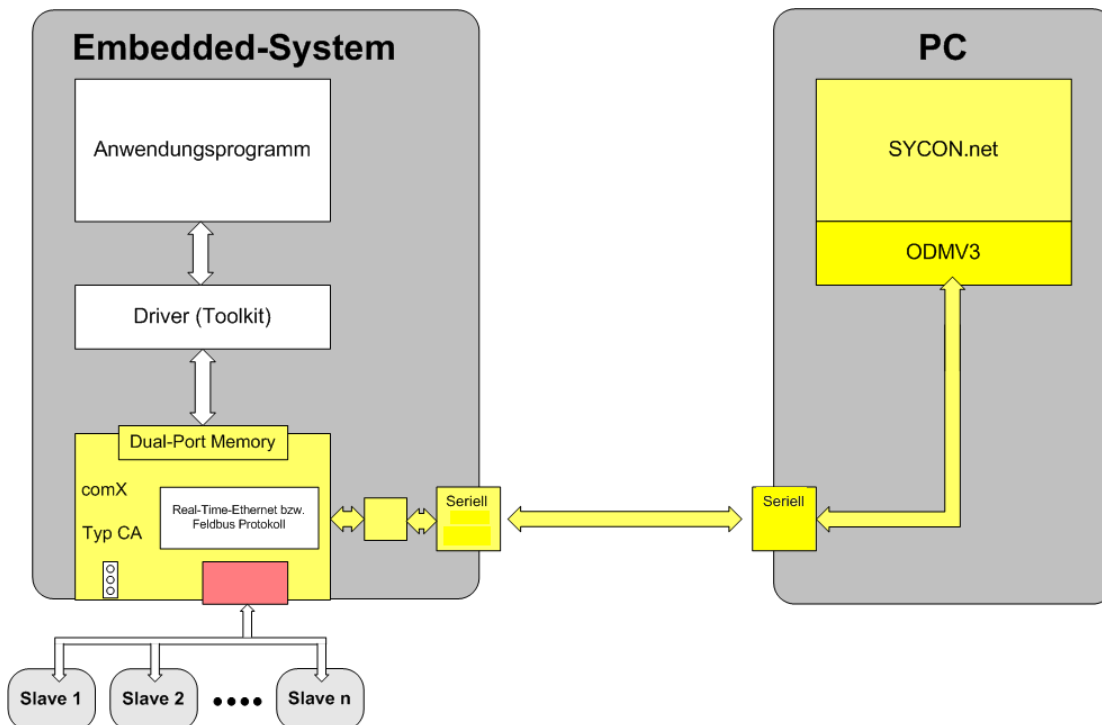 Embedded-System
Anwendungsprogramm
Driver (Toolkit)
Dual-Port Memory
comX
Real-Time-Ethernet bzw.
Feldbus Protokoll
Typ CA
Seriell
Slave 1
Slave 2
Slave n
PC
SYCON.net
ODMV3
Seriell